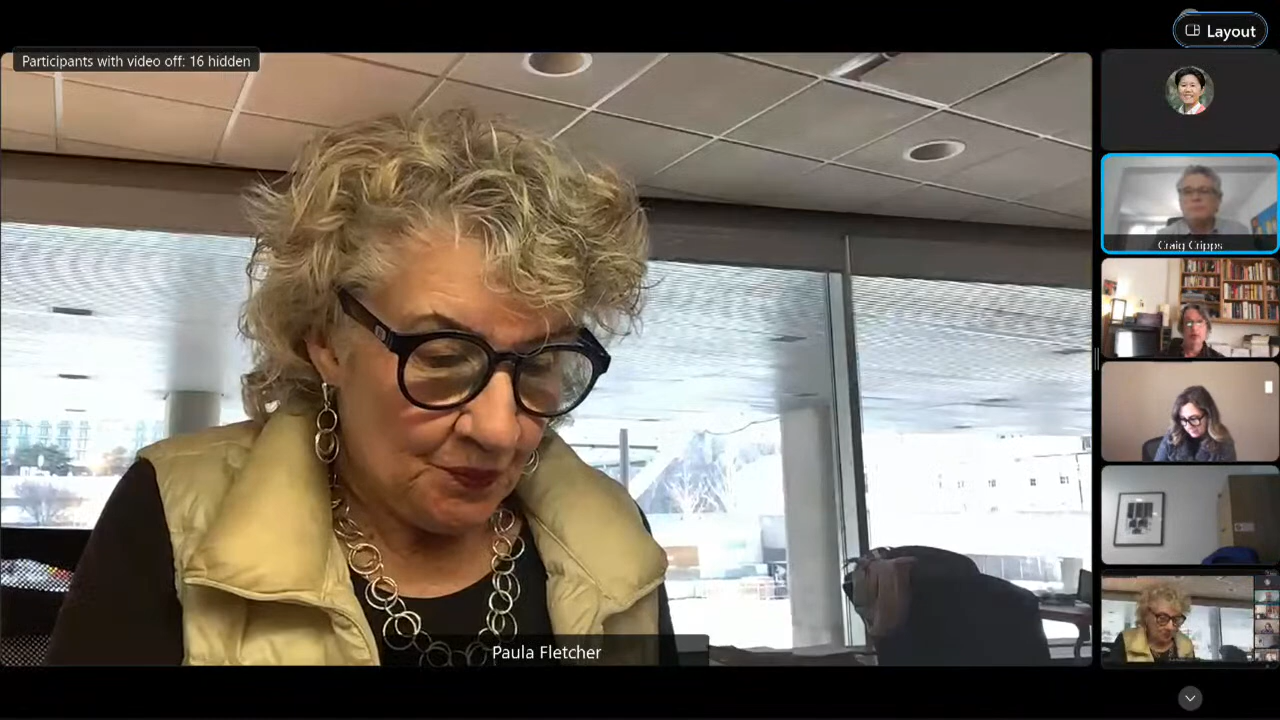 Layout
Participants with video off: 16 hidden
Craig Cripps
Paula Fletcher